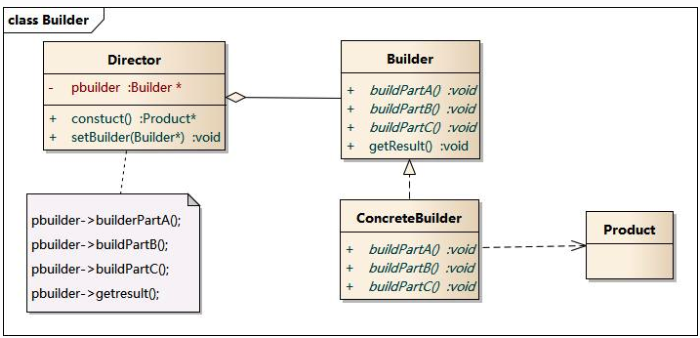 class Builder
Director
- pbuilder :Builder *
+ constuct() :Product*
+ setBuilder(Builder*) :void
Builder
+ buildPartA() :void
+ buildPartB() :void
+ buildPartC() :void
+ getResult() :void
pbuilder->builderPartA();
pbuilder->buildPartB();
pbuilder->buildPartC();
pbuilder->getresult();
ConcreteBuilder
+ buildPartA() :void
+ buildPartB() :void
+ buildPartC() :void
Product